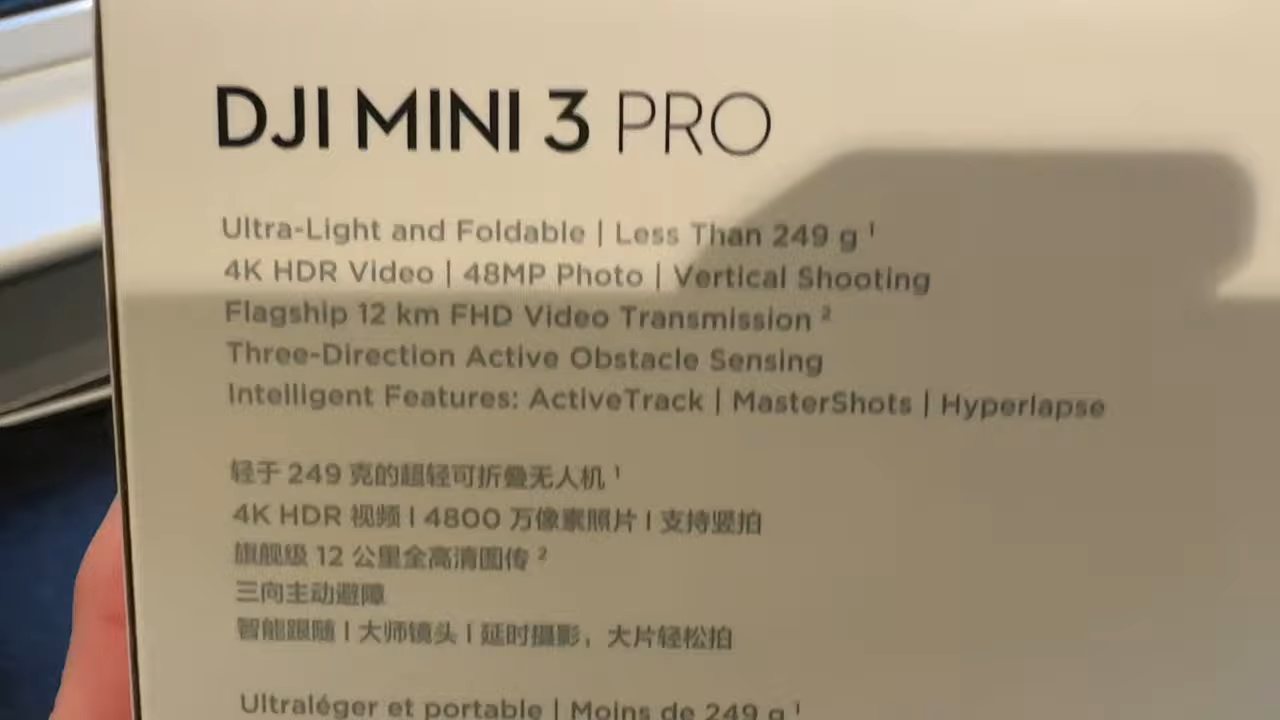 DJI MINI 3 PRO
Ultra-Light and Foldable | Less Than 249 g ¹
4K HDR Video | 48MP Photo | Vertical Shooting
Flagship 12 km FHD Video Transmission ²
Three-Direction Active Obstacle Sensing
Intelligent Features: ActiveTrack | MasterShots | Hyperlapse
轻于 249 克的超轻可折叠无人机 ¹
4K HDR 视频 | 4800 万像素照片 | 支持竖拍
旗舰级 12 公里全高清图传 ²
三向主动避障
智能跟随 | 大师镜头 | 延时摄影，大片轻松拍
Ultraléger et portable | Moins de 249 g ¹